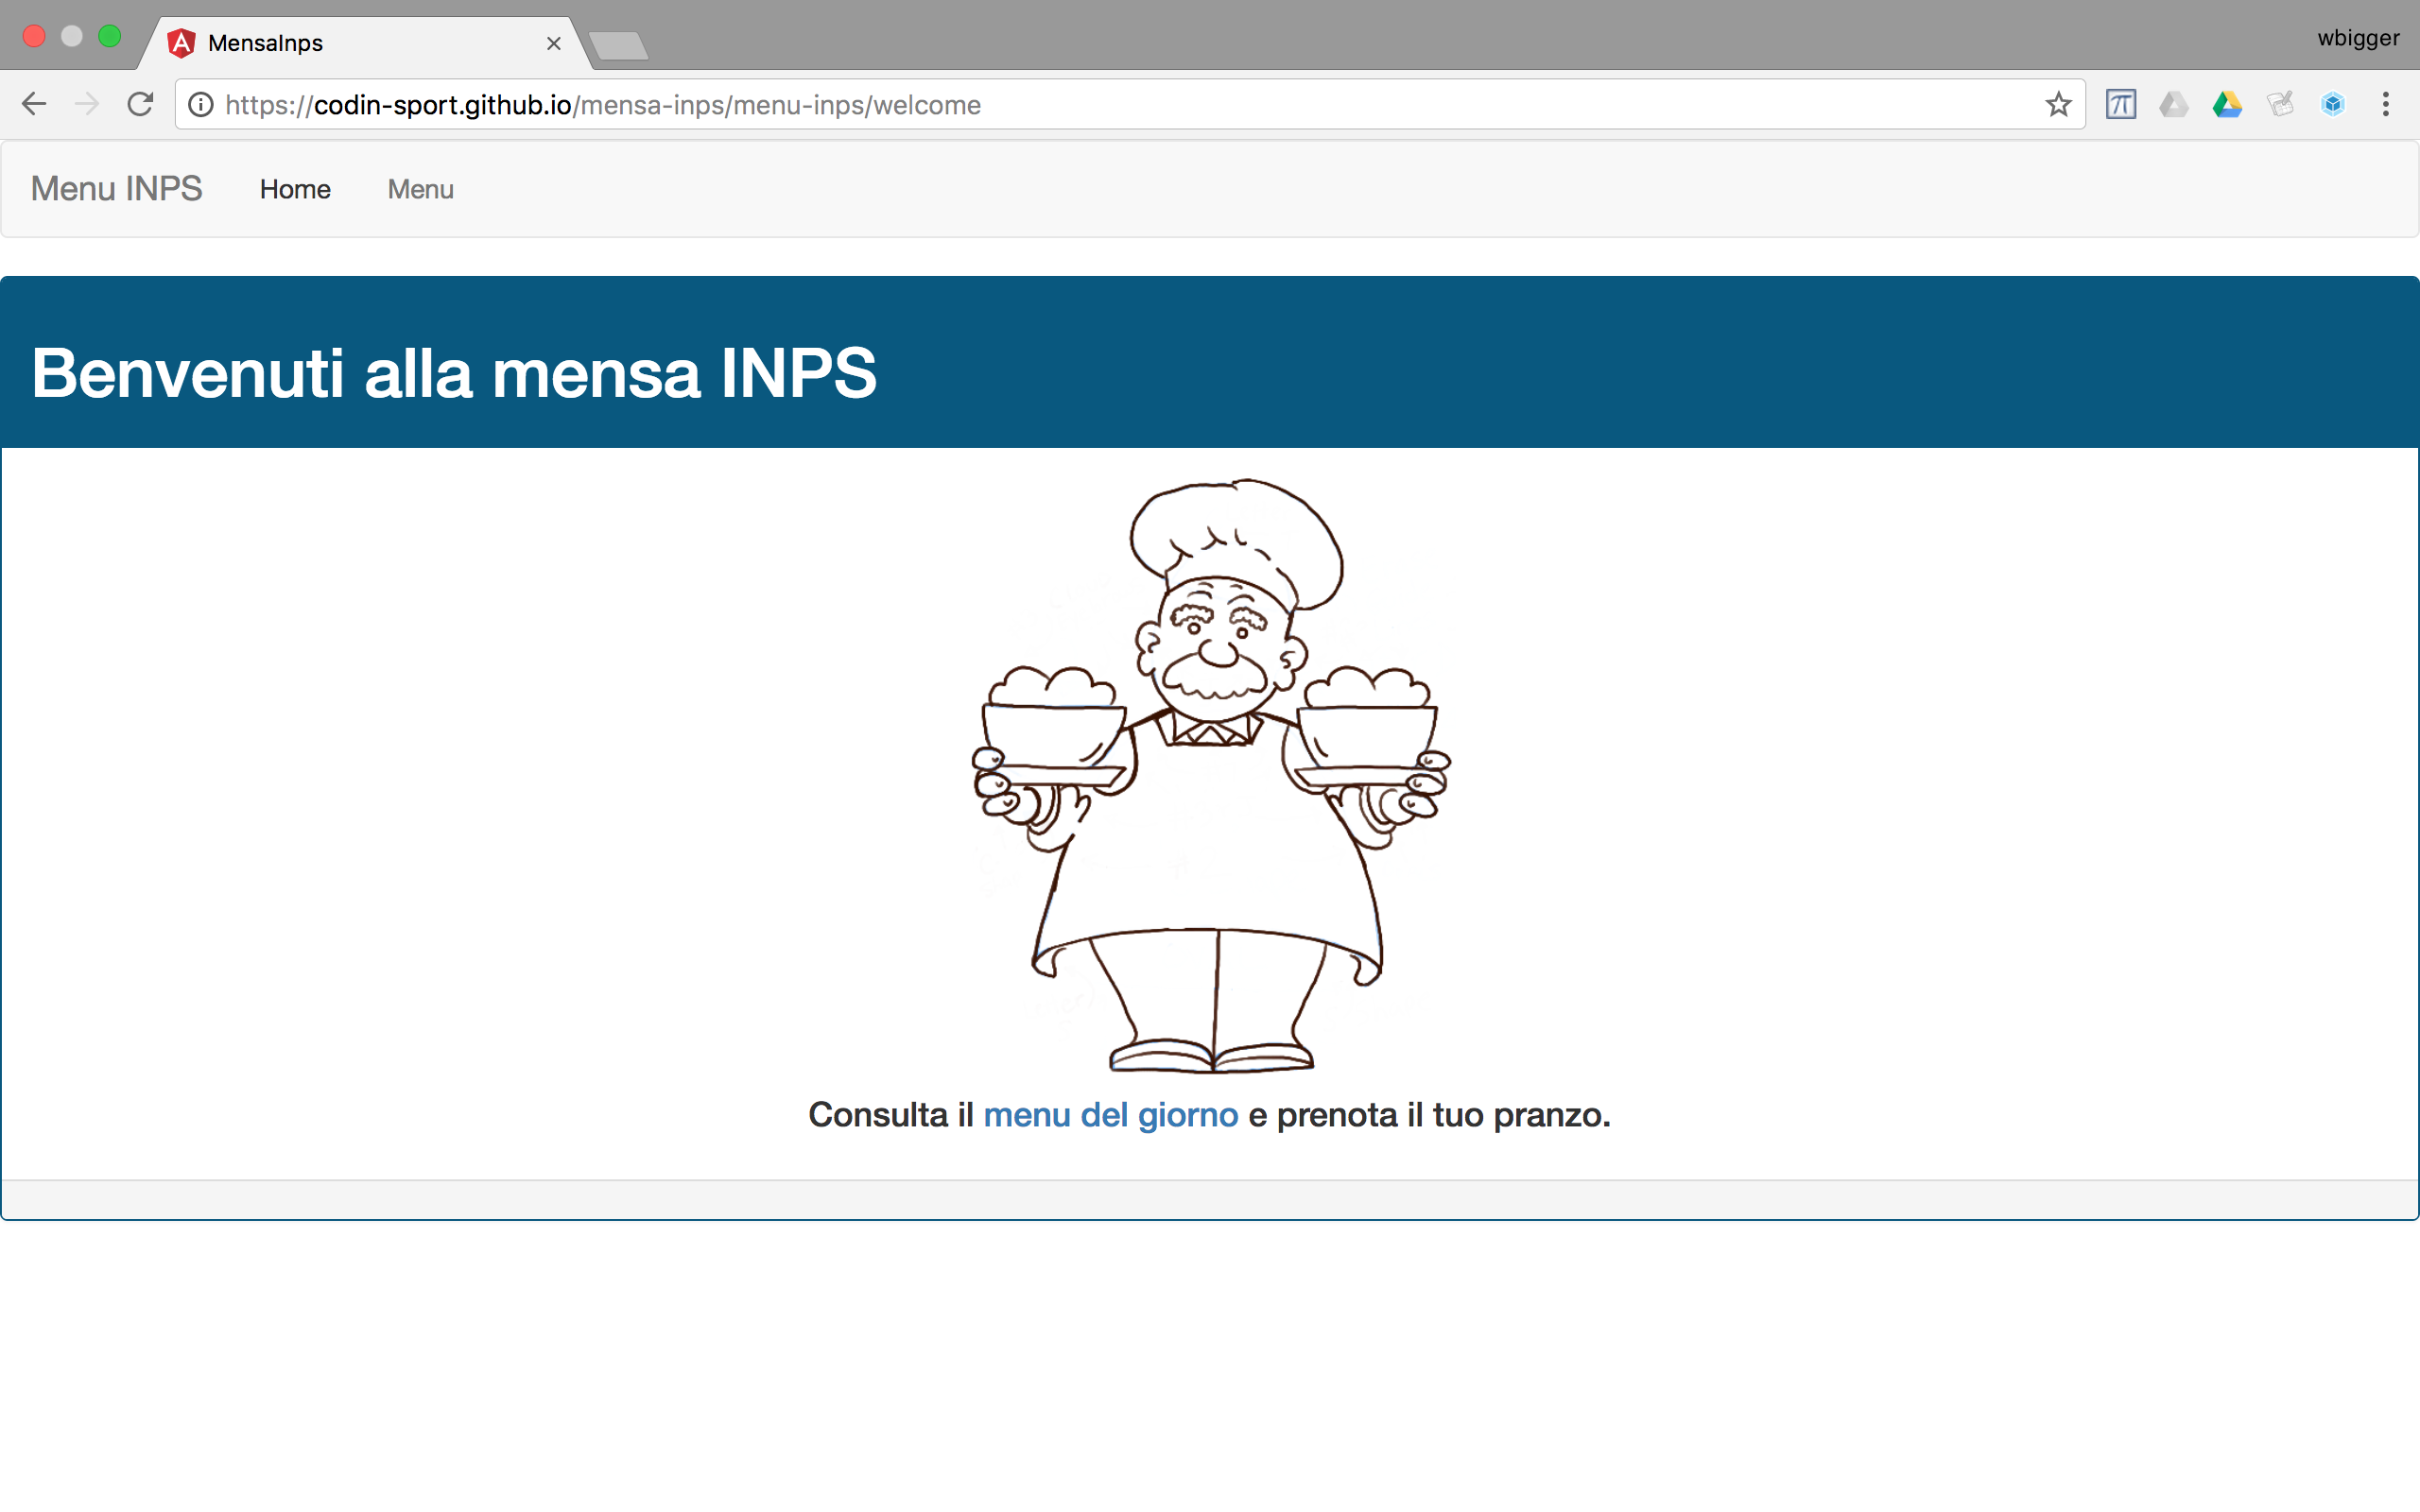 MensaInps
wbigger
https://codin-sport.github.io/mensa-inps/menu-inps/welcome
Menu INPS Home Menu
Benvenuti alla mensa INPS
Consulta il menu del giorno e prenota il tuo pranzo.